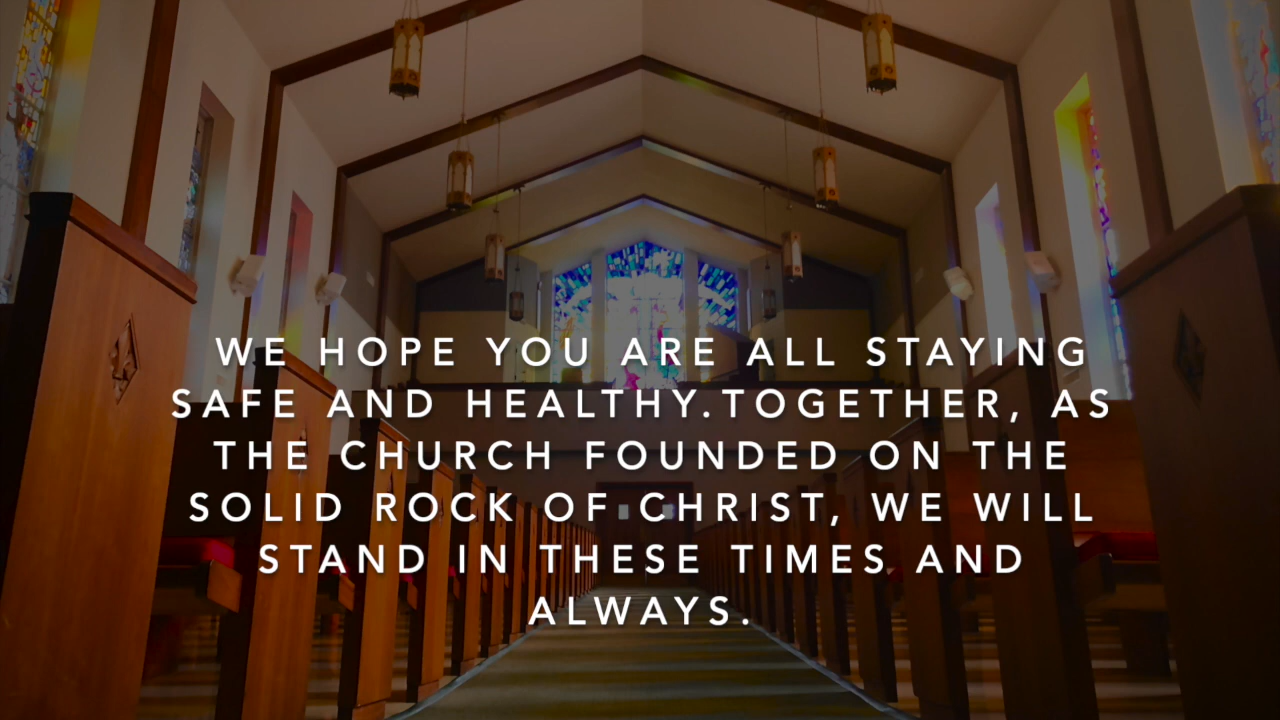 WE HOPE YOU ARE ALL STAYING
SAFE AND HEALTHY.TOGETHER, AS
THE CHURCH FOUNDED ON THE
SOLID ROCK OF CHRIST, WE WILL
STAND IN THESE TIMES AND
ALWAYS.